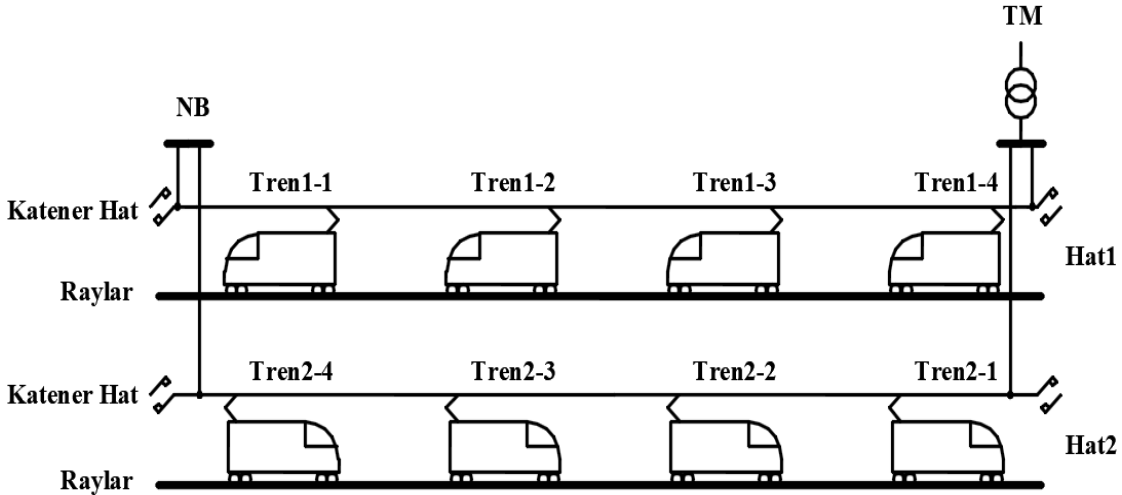 TM
NB
Tren1-1 Tren1-2 Tren1-3 Tren1-4
Katener Hat
Hat1
Raylar
Tren2-4 Tren2-3 Tren2-2 Tren2-1
Katener Hat
Hat2
Raylar